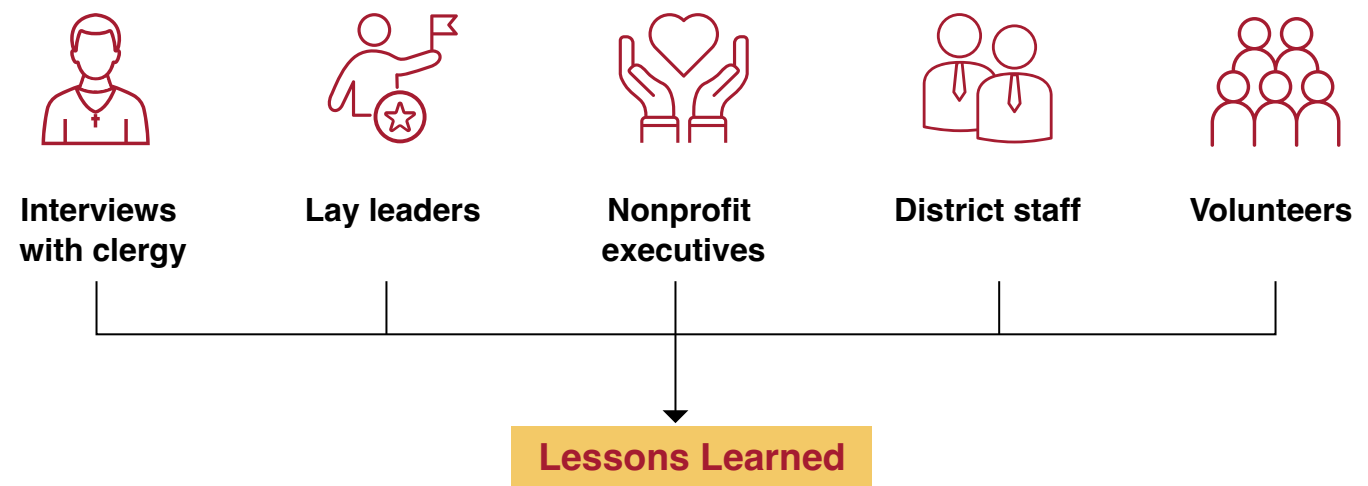 Interviews
with clergy
Lay leaders
Nonprofit
executives
District staff
Volunteers
Lessons Learned